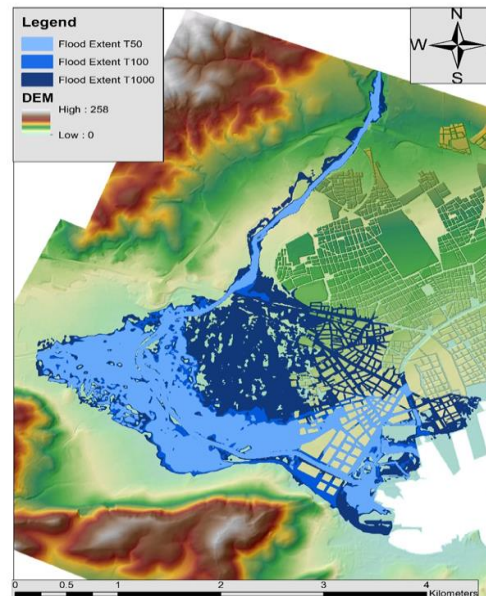 Legend
Flood Extent T50
Flood Extent T100
Flood Extent T1000
DEM
High : 258
Low : 0
N
W E
S
0 0.5 1 2 3 4
Kilometers